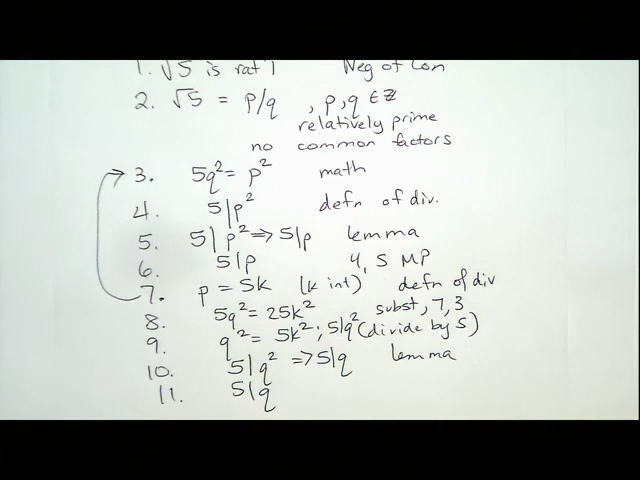 1. √5 is rat'l Neg of Con
2. √5 = p/q , p, q ∈ Z
relatively prime
no common factors
3. 5q² = p² math
4. 5|p² defn of div.
5. 5|p² ⇒ 5|p lemma
6. 5|p 4, 5 MP
7. p = 5k (k int) defn of div
8. 5q² = 25k² subst, 7, 3
9. q² = 5k² ; 5|q² (divide by 5)
10. 5|q² ⇒ 5|q lemma
11. 5|q